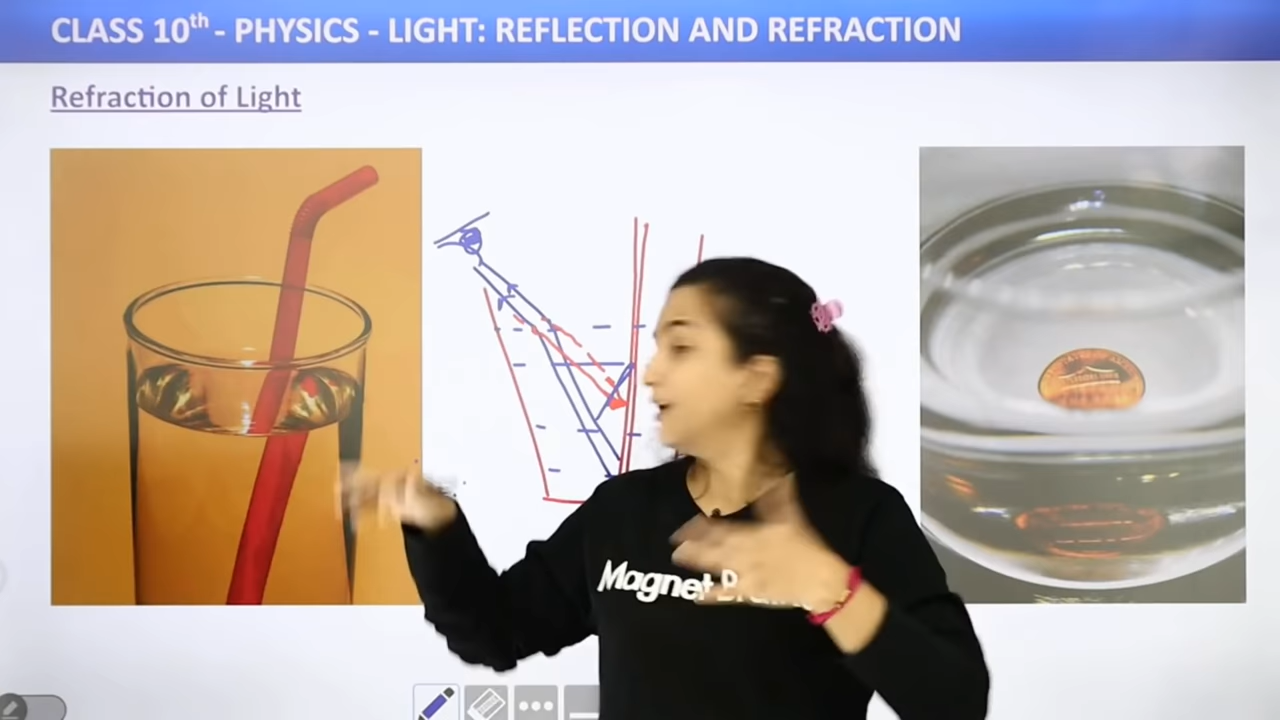 CLASS 10th - PHYSICS - LIGHT: REFLECTION AND REFRACTION
Refraction of Light
Magnet